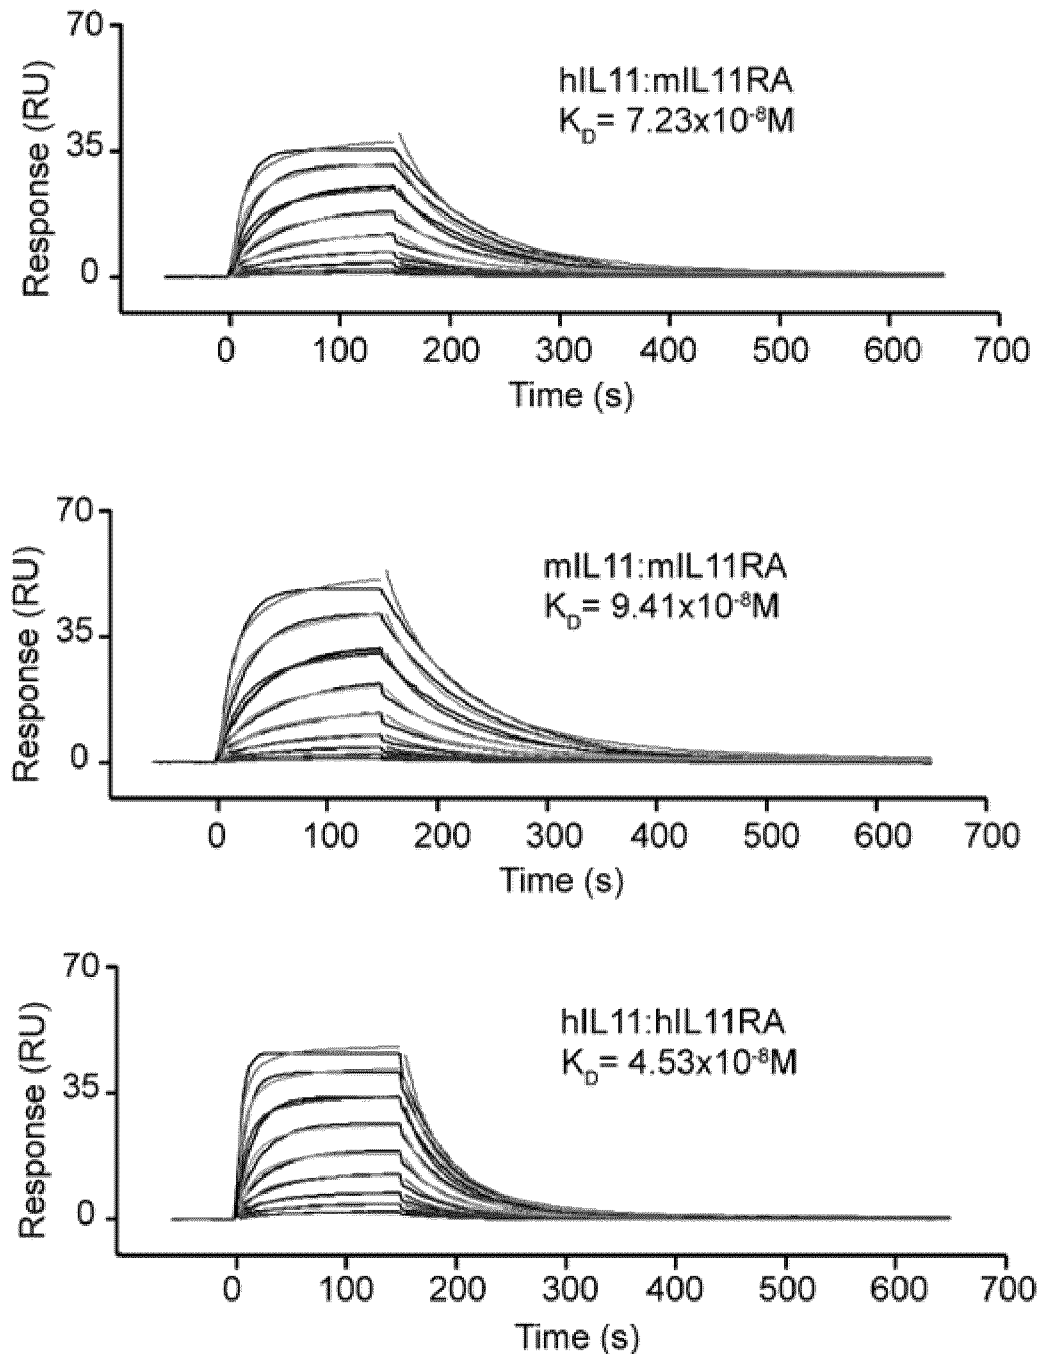 70
hIL11:mIL11RA
K_D= 7.23x10⁻⁸M
35
0
Response (RU)
0 100 200 300 400 500 600 700
Time (s)
70
mIL11:mIL11RA
K_D= 9.41x10⁻⁸M
35
0
Response (RU)
0 100 200 300 400 500 600 700
Time (s)
70
hIL11:hIL11RA
K_D= 4.53x10⁻⁸M
35
0
Response (RU)
0 100 200 300 400 500 600 700
Time (s)